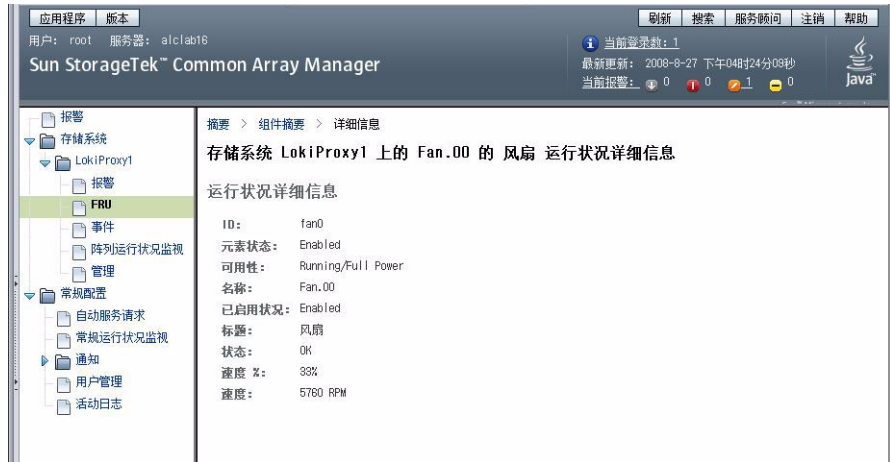 应用程序 版本 刷新 搜索 服务顾问 注销 帮助
用户: root 服务器: alclab16
当前登录数: 1
Sun StorageTek™ Common Array Manager
最新更新: 2008-8-27 下午04时24分09秒
当前报警: 0 0 1 0
Java
报警
存储系统
LokiProxy1
报警
FRU
事件
阵列运行状况监视
管理
常规配置
自动服务请求
常规运行状况监视
通知
用户管理
活动日志
摘要 > 组件摘要 > 详细信息
存储系统 LokiProxy1 上的 Fan.00 的 风扇 运行状况详细信息
运行状况详细信息
ID: fan0
元素状态: Enabled
可用性: Running/Full Power
名称: Fan.00
已启用状况: Enabled
标题: 风扇
状态: OK
速度 %: 33%
速度: 5760 RPM